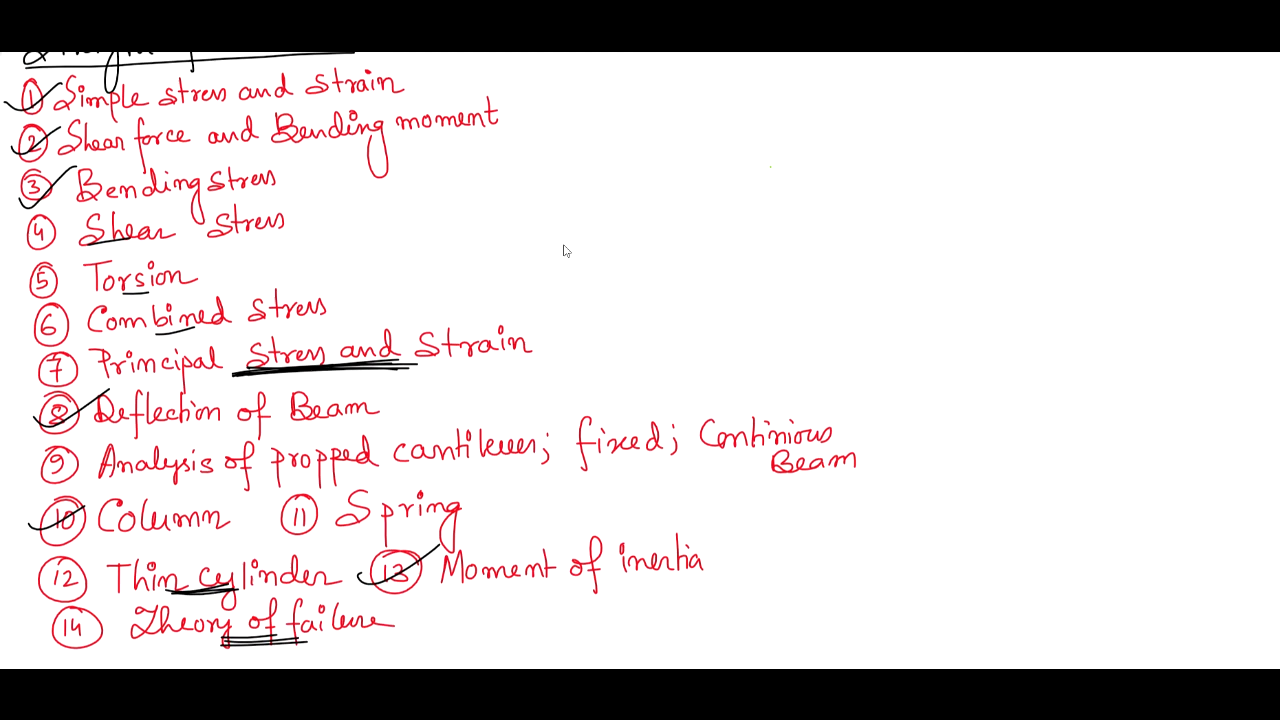 ① Simple stress and strain
② Shear force and Bending moment
③ Bending stress
④ Shear stress
⑤ Torsion
⑥ Combined stress
⑦ Principal stress and strain
⑧ Deflection of Beam
⑨ Analysis of propped cantilever; fixed; Continious
Beam
⑩ Column ⑪ Spring
⑫ Thin cylinder ⑬ Moment of inertia
⑭ Theory of failure